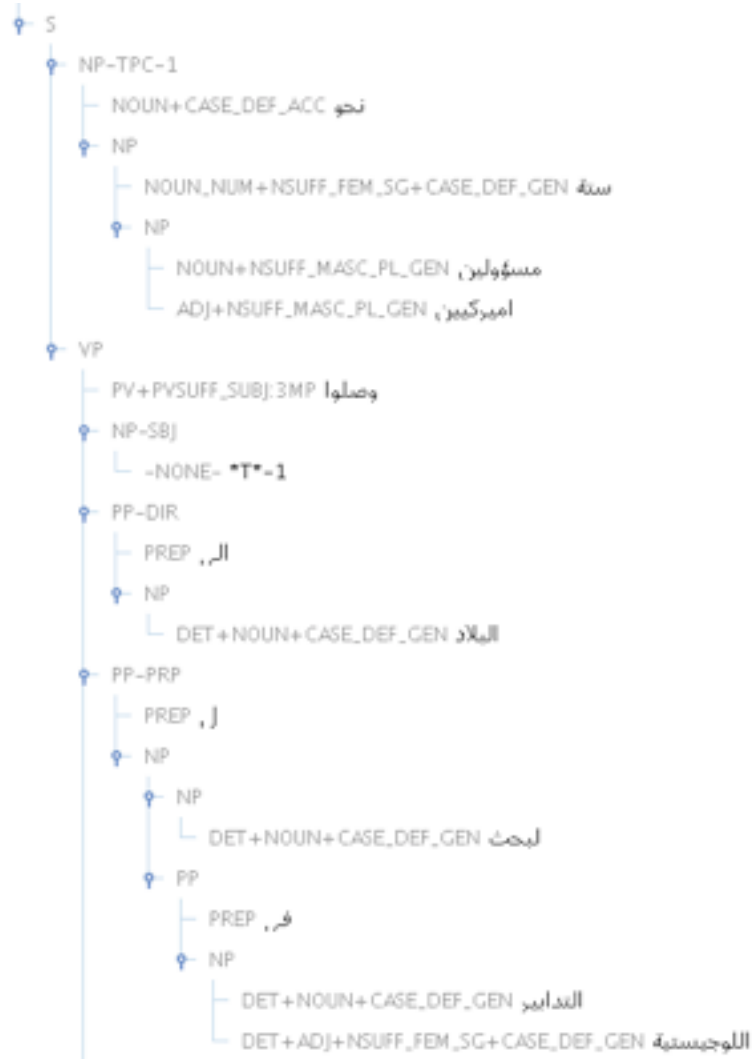 S
NP-TPC-1
NOUN+CASE_DEF_ACC نحو
NP
NOUN_NUM+NSUFF_FEM_SG+CASE_DEF_GEN ستة
NP
NOUN+NSUFF_MASC_PL_GEN مسؤولين
ADJ+NSUFF_MASC_PL_GEN اميركيين
VP
PV+PVSUFF_SUBJ:3MP وصلوا
NP-SBJ
-NONE- *T*-1
PP-DIR
PREP الى
NP
DET+NOUN+CASE_DEF_GEN البلاد
PP-PRP
PREP ل
NP
NP
DET+NOUN+CASE_DEF_GEN لبحث
PP
PREP في
NP
DET+NOUN+CASE_DEF_GEN التدابير
DET+ADJ+NSUFF_FEM_SG+CASE_DEF_GEN اللوجيستية